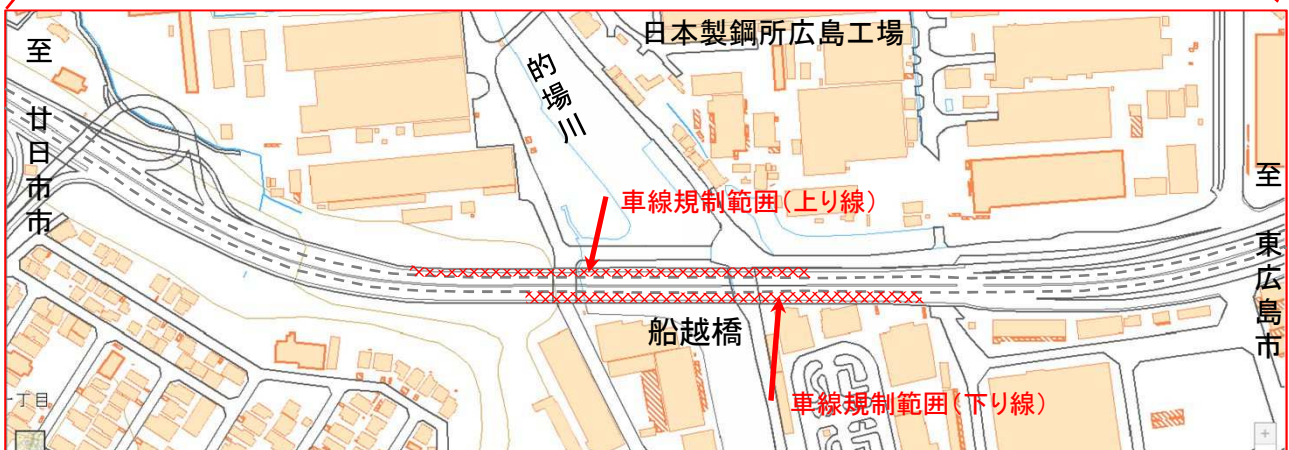 日本製鋼所広島工場
至 廿日市市
的場川
車線規制範囲(上り線)
至 東広島市
船越橋
車線規制範囲(下り線)
丁目